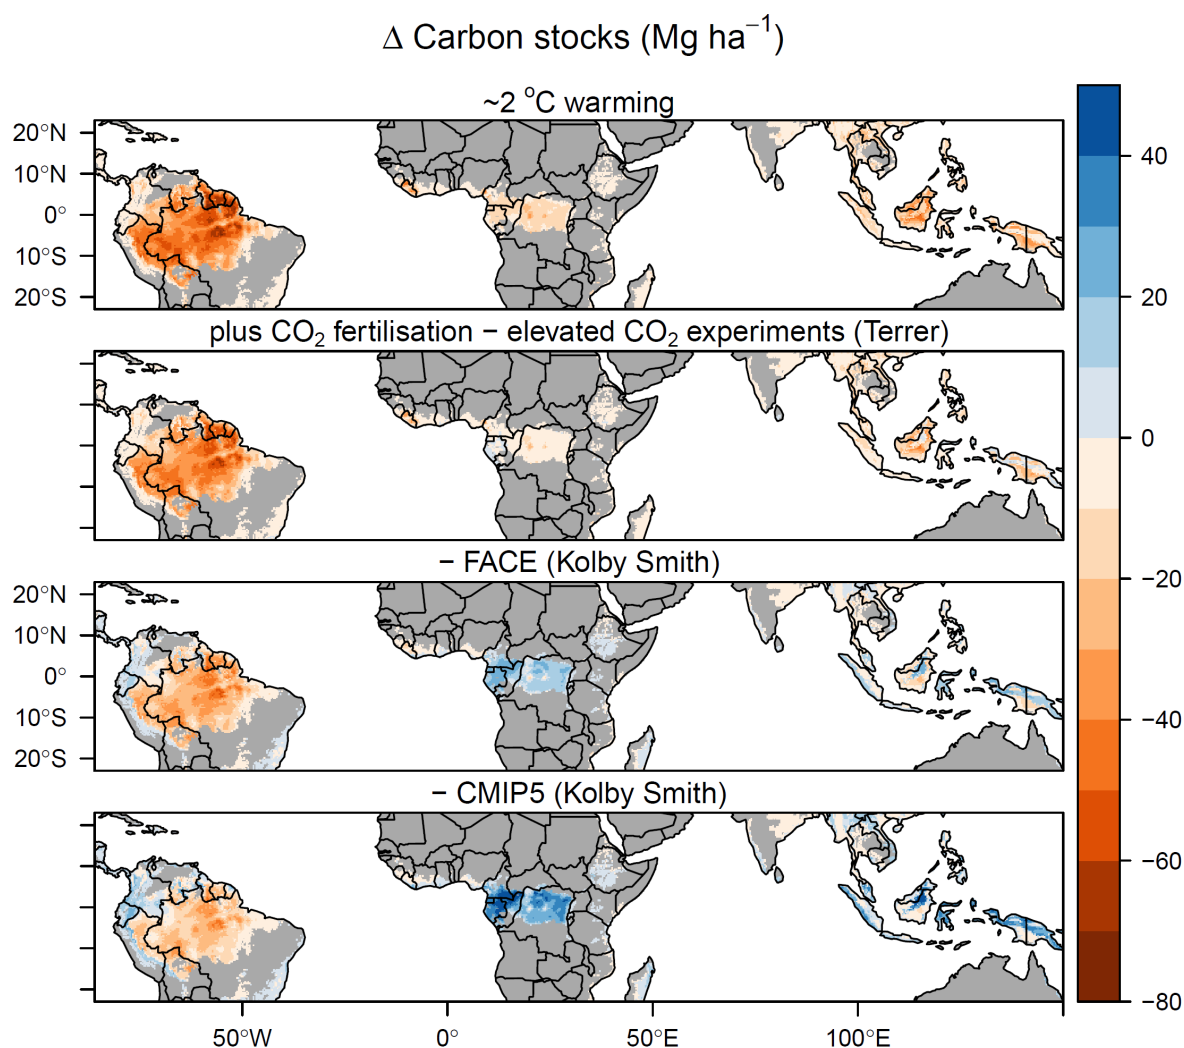 Δ Carbon stocks (Mg ha⁻¹)
~2 °C warming
20°N
10°N
0°
10°S
20°S
plus CO₂ fertilisation − elevated CO₂ experiments (Terrer)
− FACE (Kolby Smith)
20°N
10°N
0°
10°S
20°S
− CMIP5 (Kolby Smith)
50°W 0° 50°E 100°E
40
20
0
−20
−40
−60
−80